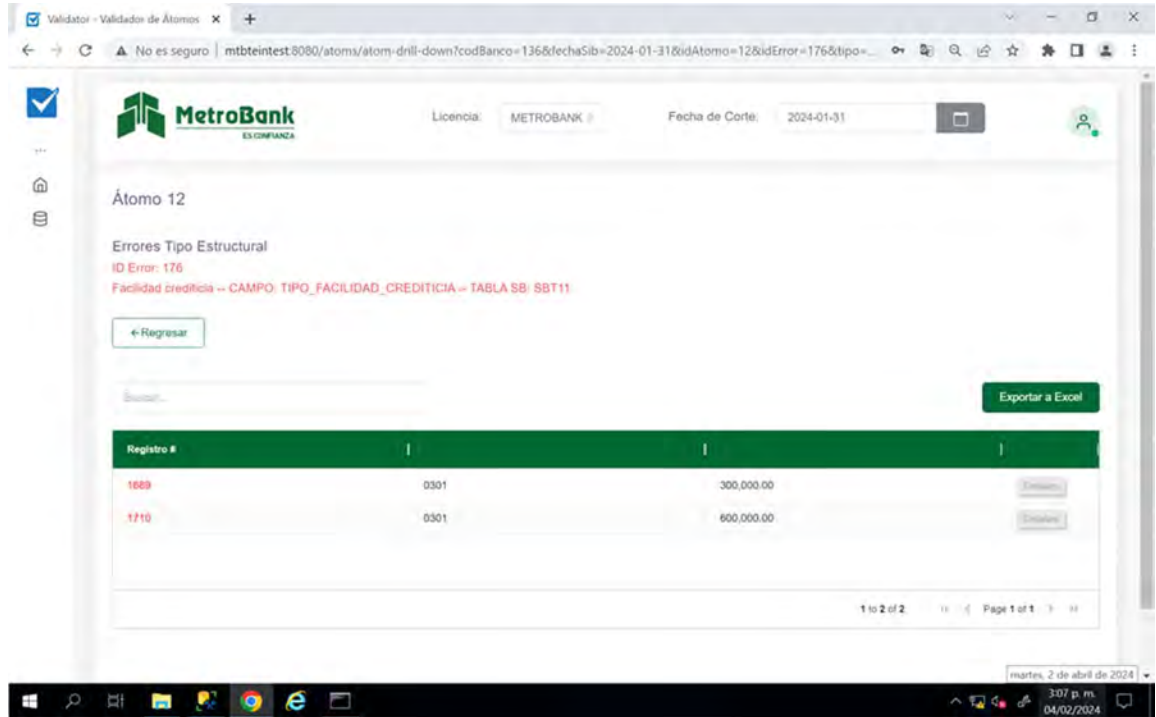 Validator - Validador de Átomos
No es seguro | mtbteintest:8080/atoms/atom-drill-down?codBanco=136&fechaSib=2024-01-31&idAtomo=12&idError=176&tipo=...
MetroBank
ES CONFIANZA
Licencia: METROBANK
Fecha de Corte: 2024-01-31
Átomo 12
Errores Tipo Estructural
ID Error: 176
Facilidad crediticia -- CAMPO: TIPO_FACILIDAD_CREDITICIA -- TABLA SB: SBT11
←Regresar
Buscar...
Exportar a Excel
Registro #
1689 0301 300,000.00
1710 0301 600,000.00
1 to 2 of 2 Page 1 of 1
martes, 2 de abril de 2024
3:07 p. m.
04/02/2024